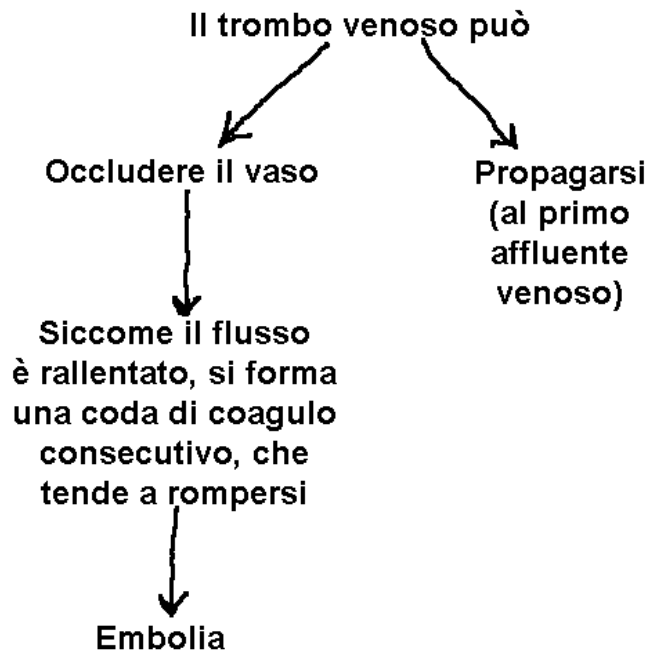 Il trombo venoso può
Occludere il vaso
Propagarsi
(al primo
affluente
venoso)
Siccome il flusso
è rallentato, si forma
una coda di coagulo
consecutivo, che
tende a rompersi
Embolia